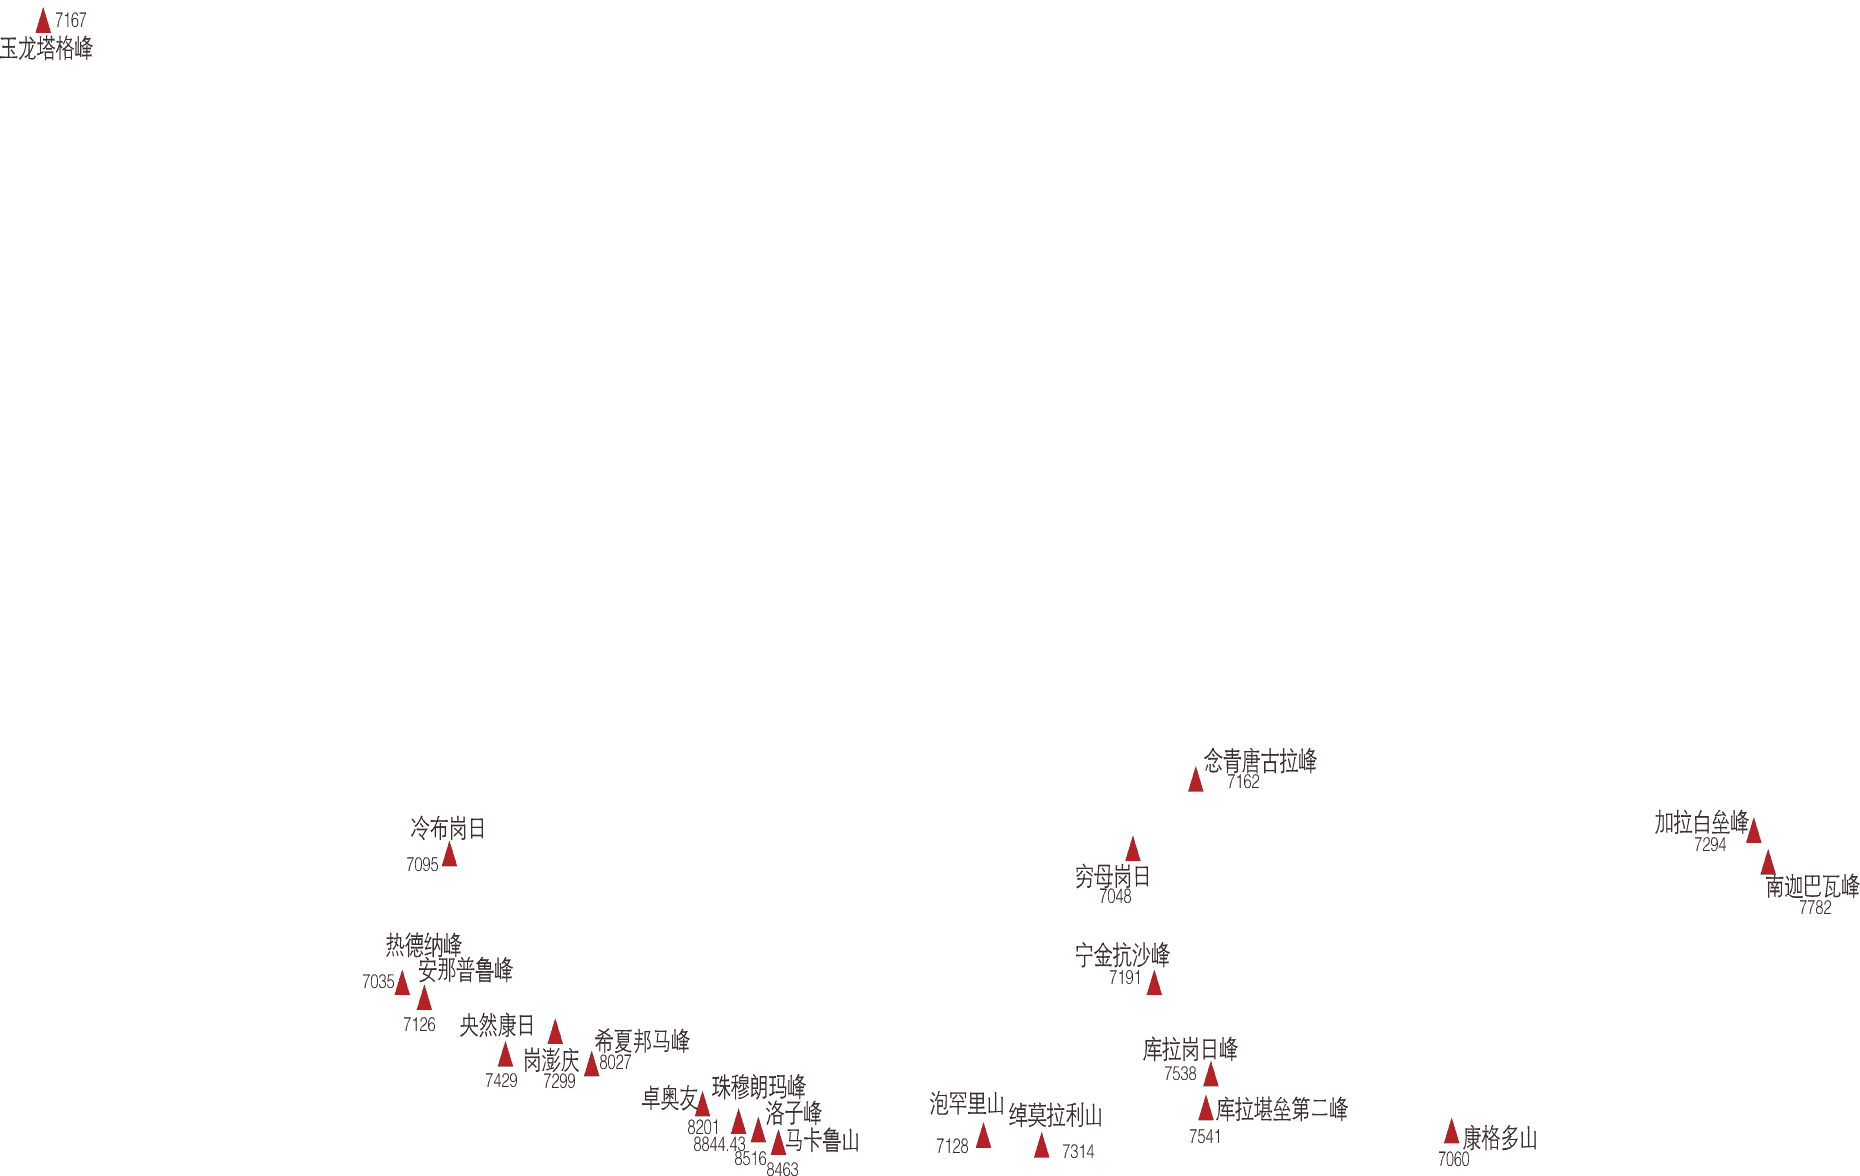 7167
玉龙塔格峰
念青唐古拉峰
7162
冷布岗日
7095
穷母岗日
7048
加拉白垒峰
7294
南迦巴瓦峰
7782
热德纳峰
7035
安那普鲁峰
7126
宁金抗沙峰
7191
央然康日
7429
岗澎庆
7299
希夏邦马峰
8027
卓奥友
8201
珠穆朗玛峰
8844.43
洛子峰
8516
马卡鲁山
8463
泡罕里山
7128
绰莫拉利山
7314
库拉岗日峰
7538
库拉堪垒第二峰
7541
康格多山
7060